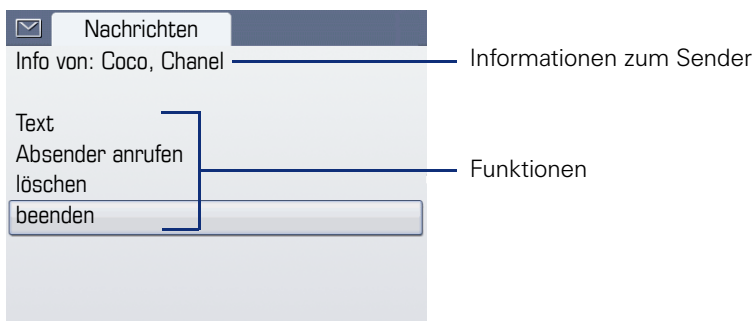 Nachrichten
Info von: Coco, Chanel
Informationen zum Sender
Text
Absender anrufen
löschen
beenden
Funktionen